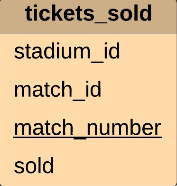 tickets_sold
stadium_id
match_id
match_number
sold